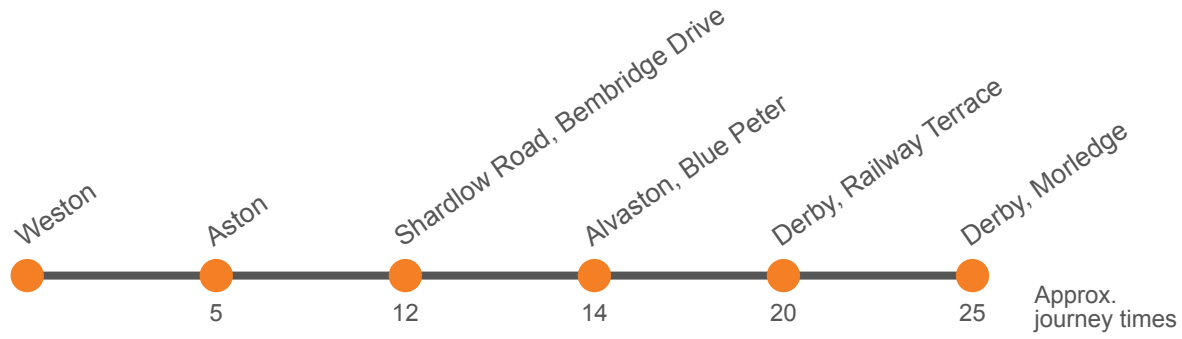 Weston
Aston
Shardlow Road, Bembridge Drive
Alvaston, Blue Peter
Derby, Railway Terrace
Derby, Morledge
5
12
14
20
25
Approx.
journey times